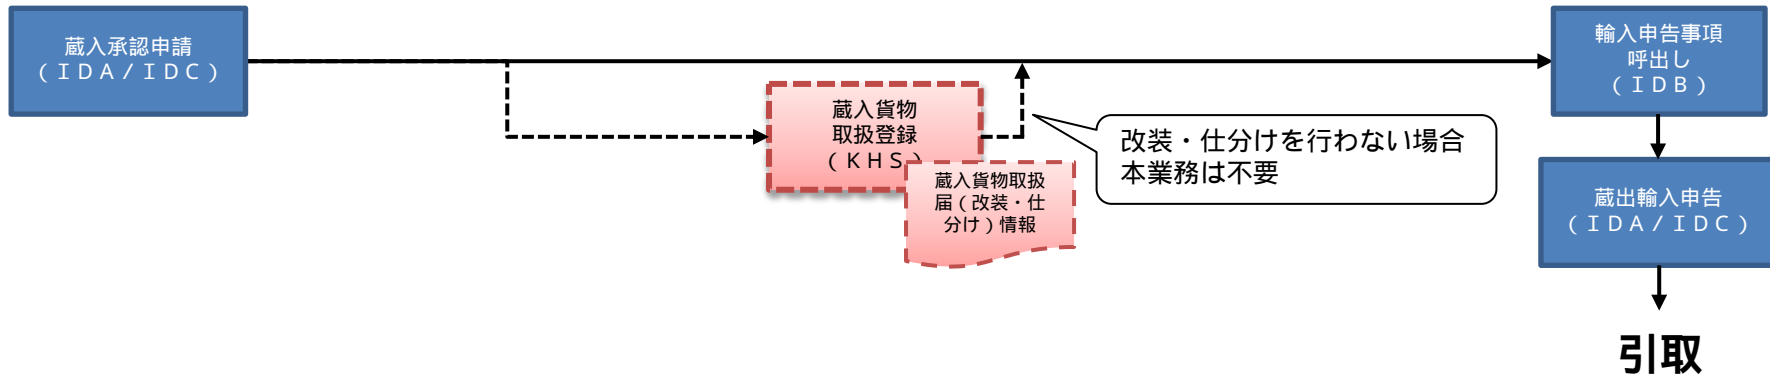 蔵入承認申請
（ＩＤＡ／ＩＤＣ）
蔵入貨物
取扱登録
（ＫＨＳ）
蔵入貨物取扱
届（改装・仕
分け）情報
改装・仕分けを行わない場合
本業務は不要
輸入申告事項
呼出し
（ＩＤＢ）
蔵出輸入申告
（ＩＤＡ／ＩＤＣ）
引取